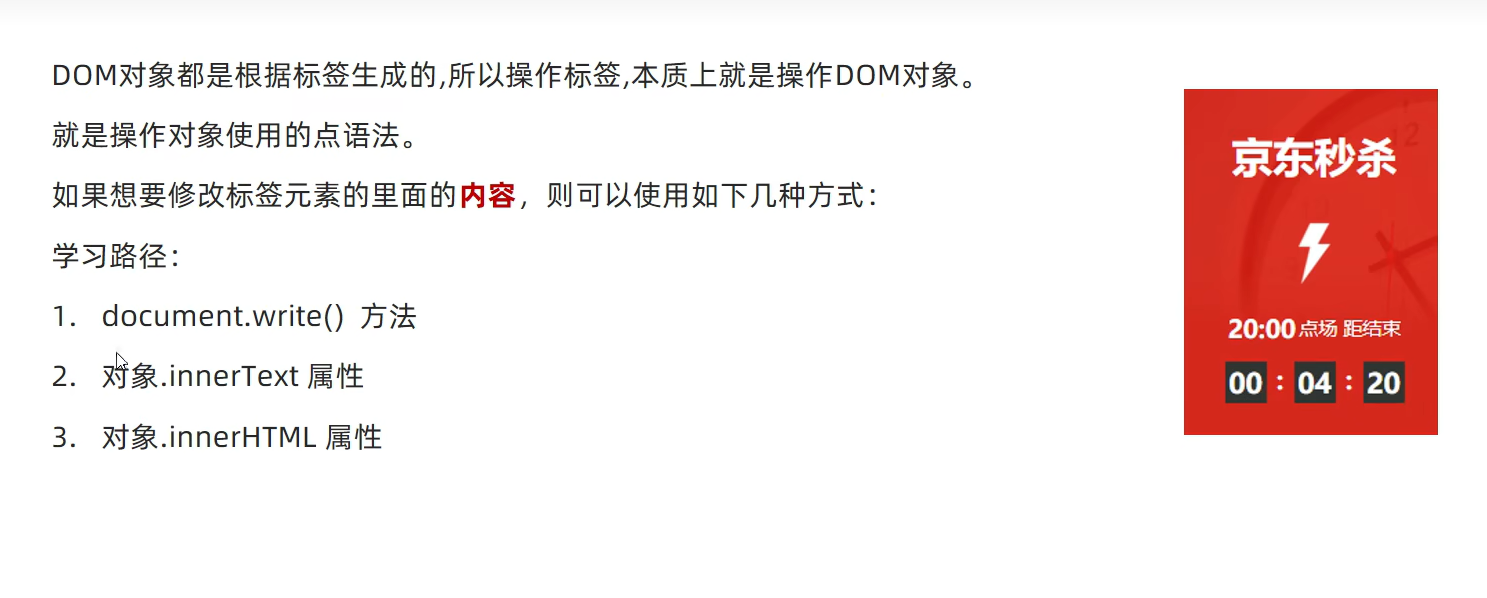 DOM对象都是根据标签生成的,所以操作标签,本质上就是操作DOM对象。
就是操作对象使用的点语法。
如果想要修改标签元素的里面的内容，则可以使用如下几种方式：
学习路径：
1. document.write() 方法
2. 对象.innerText 属性
3. 对象.innerHTML 属性
京东秒杀
20:00点场 距结束
00 : 04 : 20